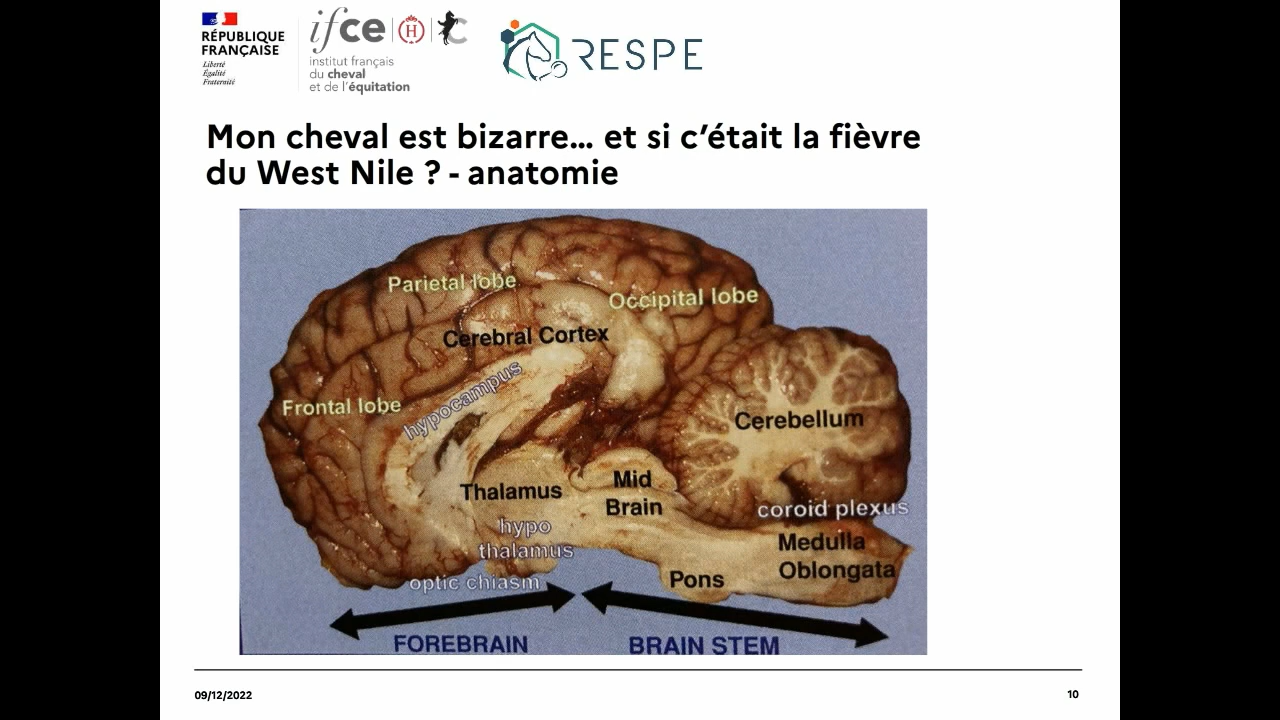 RÉPUBLIQUE
FRANÇAISE
Liberté
Égalité
Fraternité
ifce
H
institut français
du cheval
et de l'équitation
RESPE
Mon cheval est bizarre... et si c'était la fièvre
du West Nile ? - anatomie
Parietal lobe
Occipital lobe
Cerebral Cortex
hypocampus
Frontal lobe
Cerebellum
Thalamus
Mid
Brain
hypo
thalamus
coroid plexus
Medulla
Oblongata
optic chiasm
Pons
FOREBRAIN
BRAIN STEM
09/12/2022
10